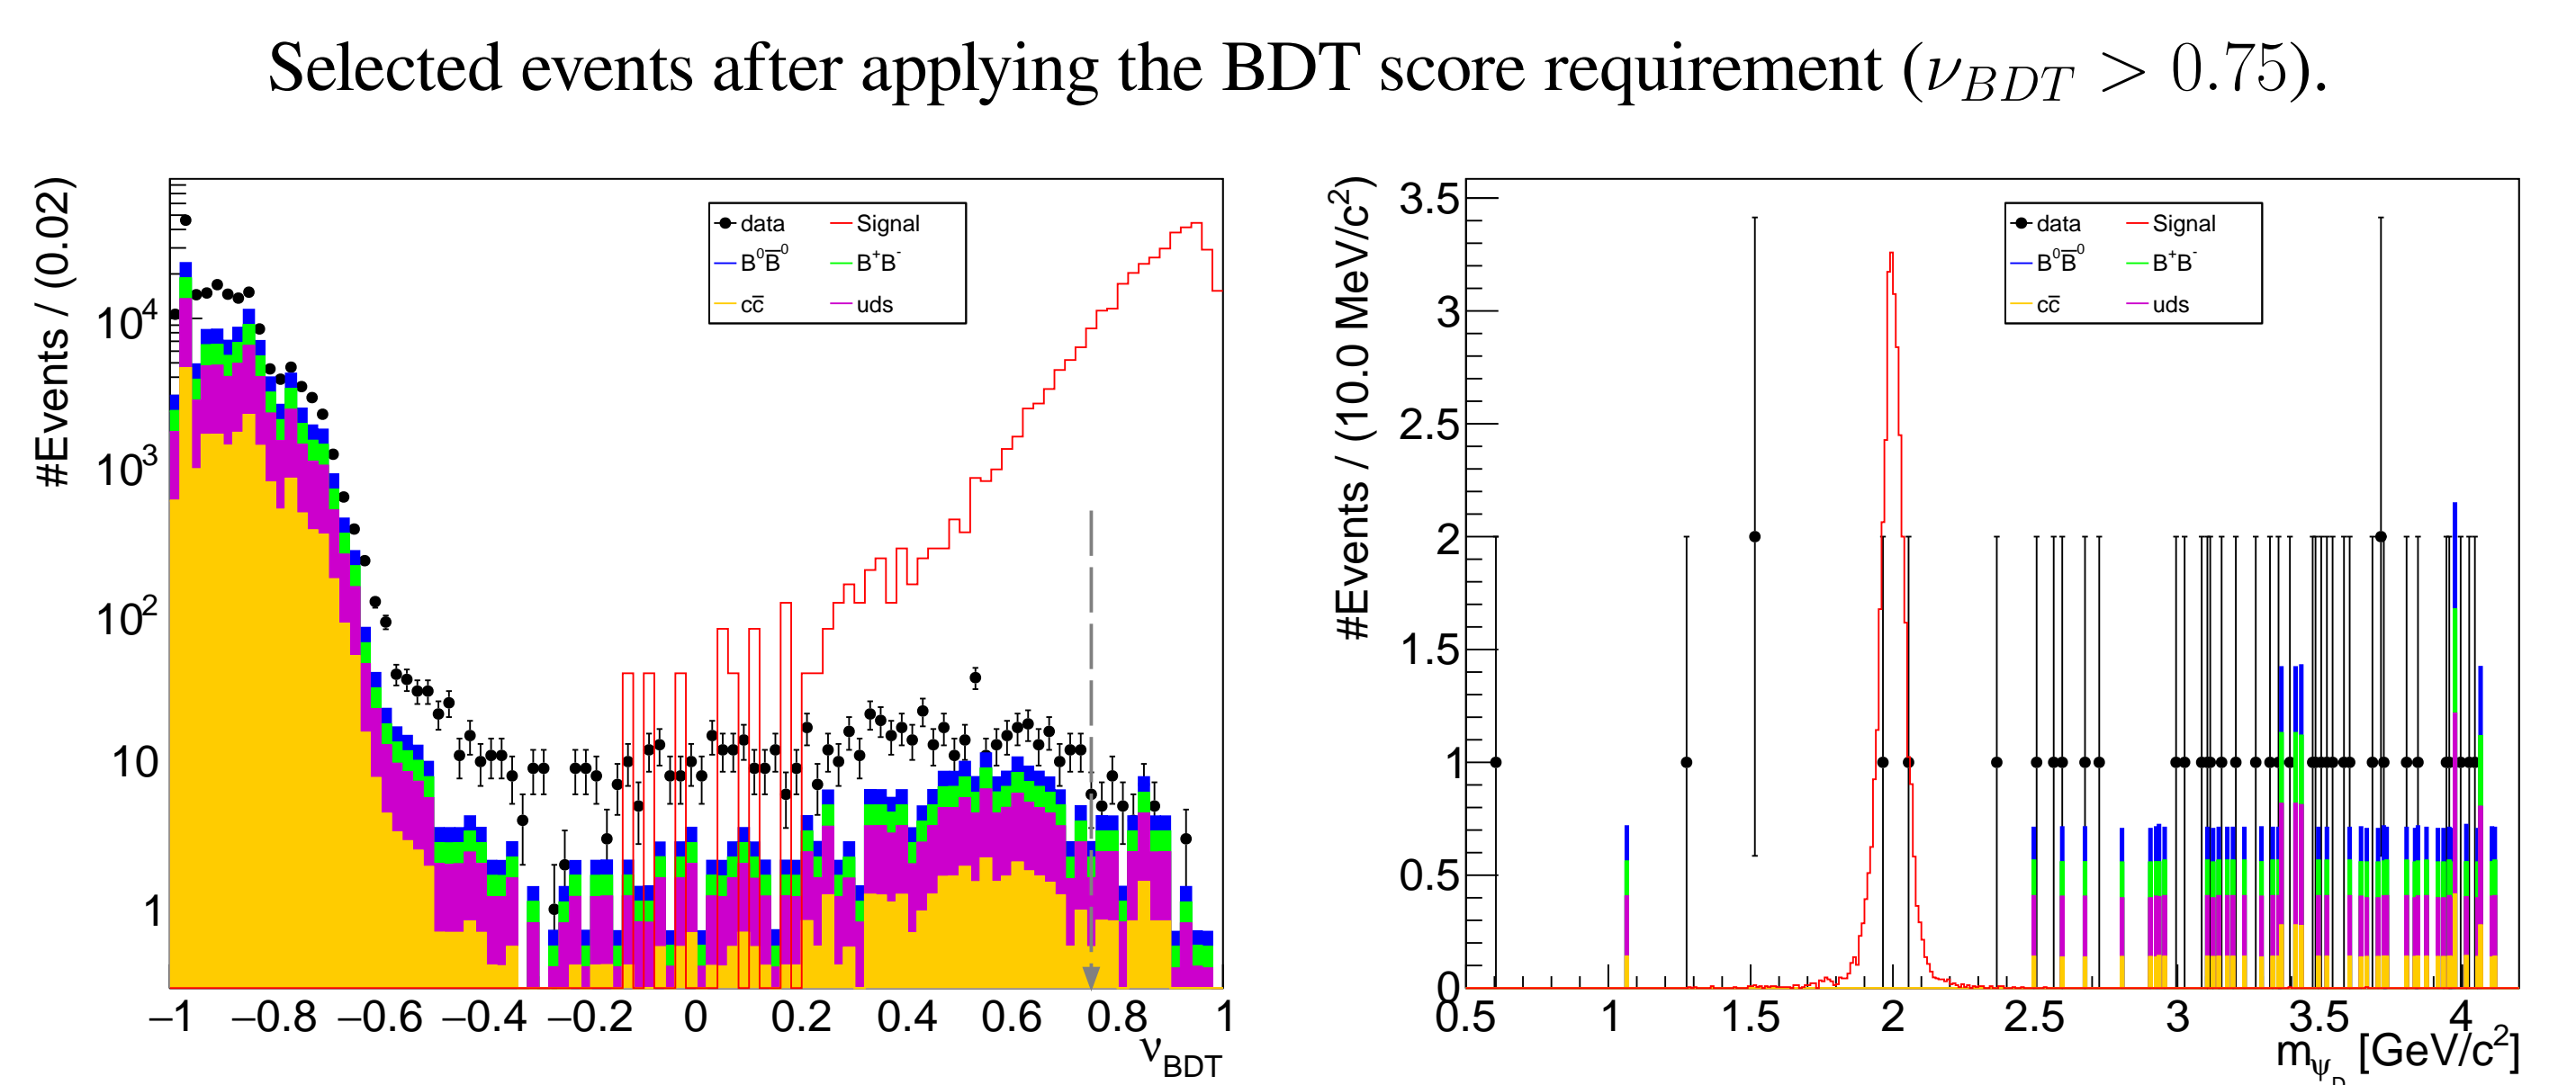 Selected events after applying the BDT score requirement (ν_BDT > 0.75).
#Events / (0.02)
data Signal
B⁰B̅⁰ B⁺B⁻
cc̅ uds
10⁴
10³
10²
10
1
−1 −0.8 −0.6 −0.4 −0.2 0 0.2 0.4 0.6 0.8 1
ν_BDT
#Events / (10.0 MeV/c²)
data Signal
B⁰B̅⁰ B⁺B⁻
cc̅ uds
3.5
3
2.5
2
1.5
1
0.5
0
0.5 1 1.5 2 2.5 3 3.5 4
m_ψ_D [GeV/c²]